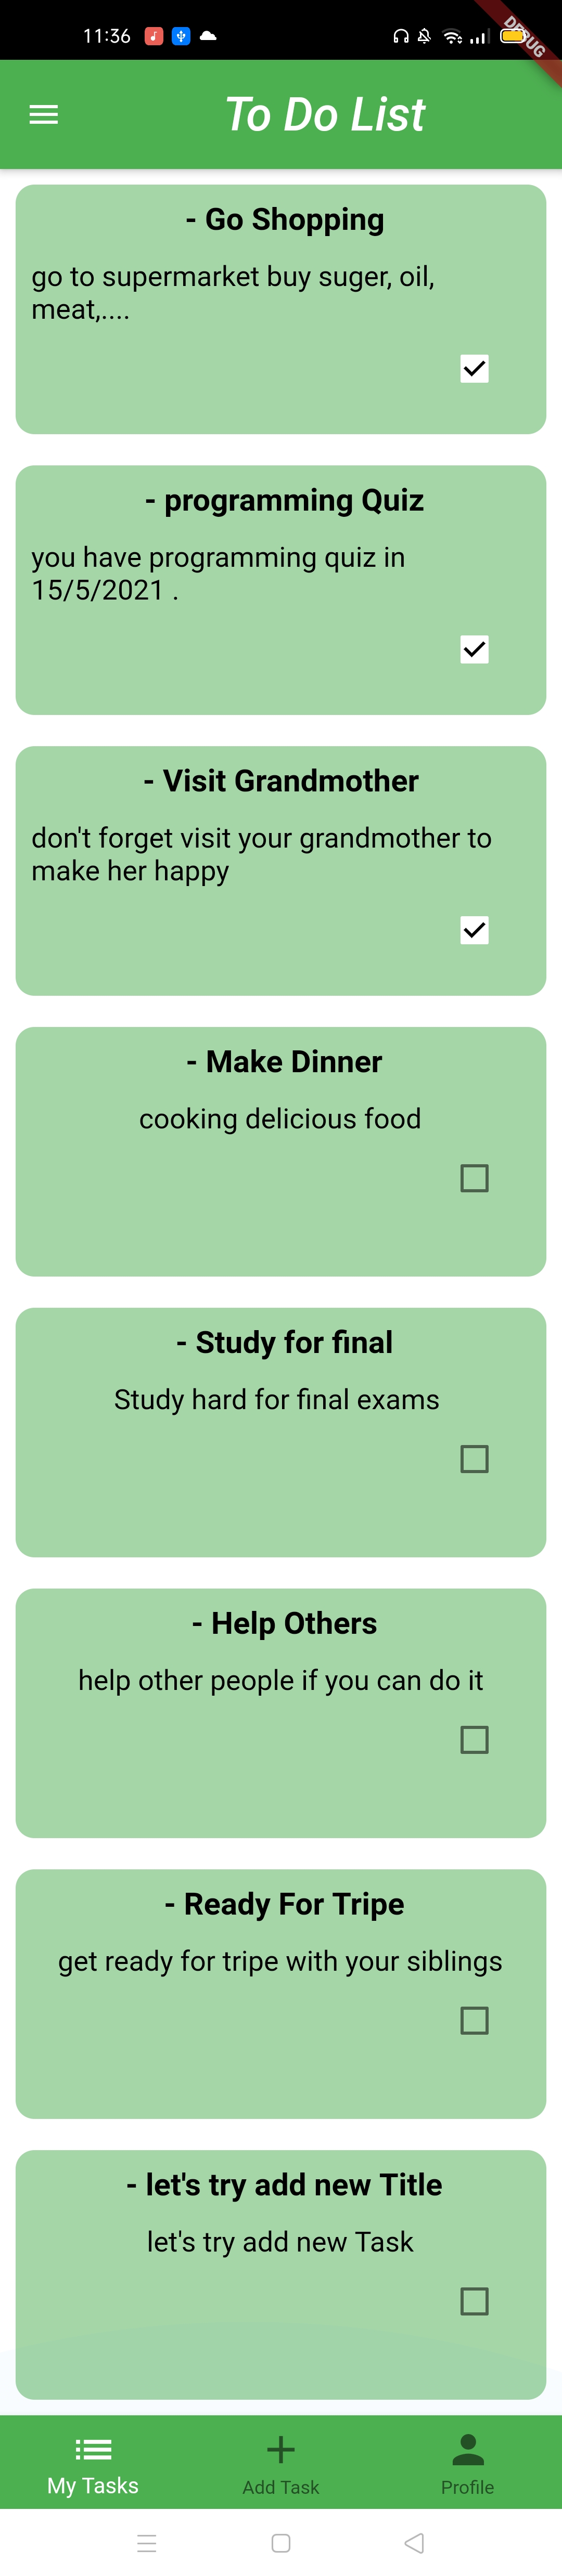 11:36
DEBUG
To Do List
- Go Shopping
go to supermarket buy suger, oil,
meat,....
- programming Quiz
you have programming quiz in
15/5/2021 .
- Visit Grandmother
don't forget visit your grandmother to
make her happy
- Make Dinner
cooking delicious food
- Study for final
Study hard for final exams
- Help Others
help other people if you can do it
- Ready For Tripe
get ready for tripe with your siblings
- let's try add new Title
let's try add new Task
My Tasks
Add Task
Profile